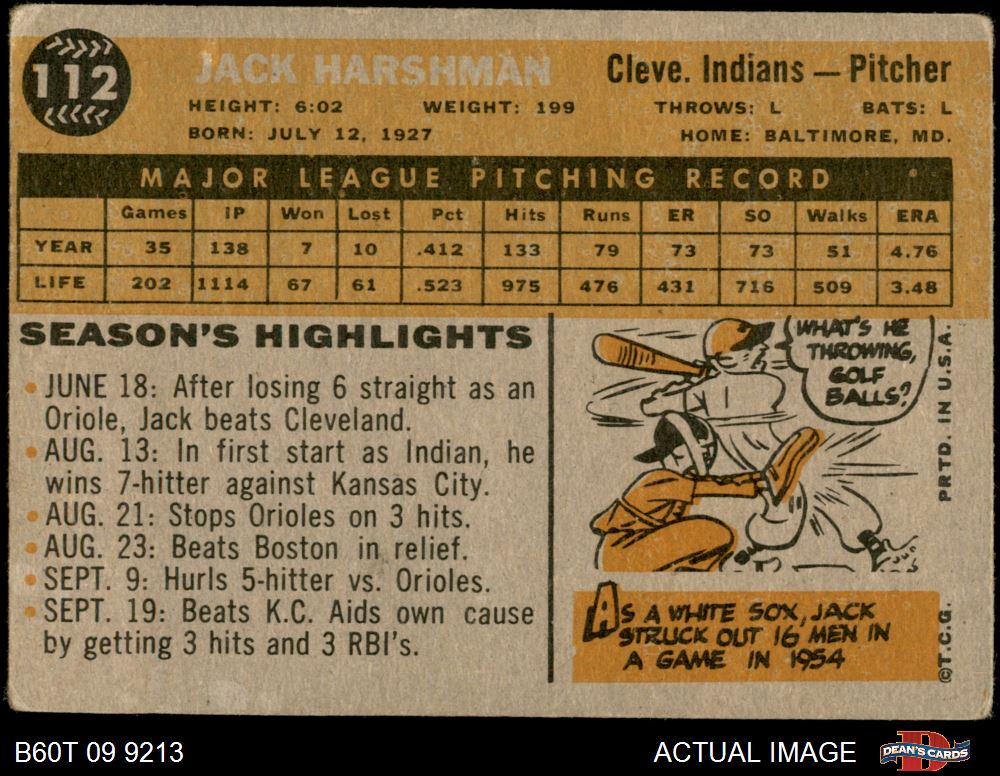 112
JACK HARSHMAN
Cleve. Indians — Pitcher
HEIGHT: 6:02 WEIGHT: 199 THROWS: L BATS: L
BORN: JULY 12, 1927 HOME: BALTIMORE, MD.
MAJOR LEAGUE PITCHING RECORD
Games IP Won Lost Pct Hits Runs ER SO Walks ERA
YEAR 35 138 7 10 .412 133 79 73 73 51 4.76
LIFE 202 1114 67 61 .523 975 476 431 716 509 3.48
SEASON'S HIGHLIGHTS
• JUNE 18: After losing 6 straight as an
Oriole, Jack beats Cleveland.
• AUG. 13: In first start as Indian, he
wins 7-hitter against Kansas City.
• AUG. 21: Stops Orioles on 3 hits.
• AUG. 23: Beats Boston in relief.
• SEPT. 9: Hurls 5-hitter vs. Orioles.
• SEPT. 19: Beats K.C. Aids own cause
by getting 3 hits and 3 RBI's.
WHAT'S HE
THROWING,
GOLF
BALLS?
AS A WHITE SOX, JACK
STRUCK OUT 16 MEN IN
A GAME IN 1954
PRTD. IN U.S.A.
©T.C.G.
B60T 09 9213
ACTUAL IMAGE
D
DEAN'S CARDS